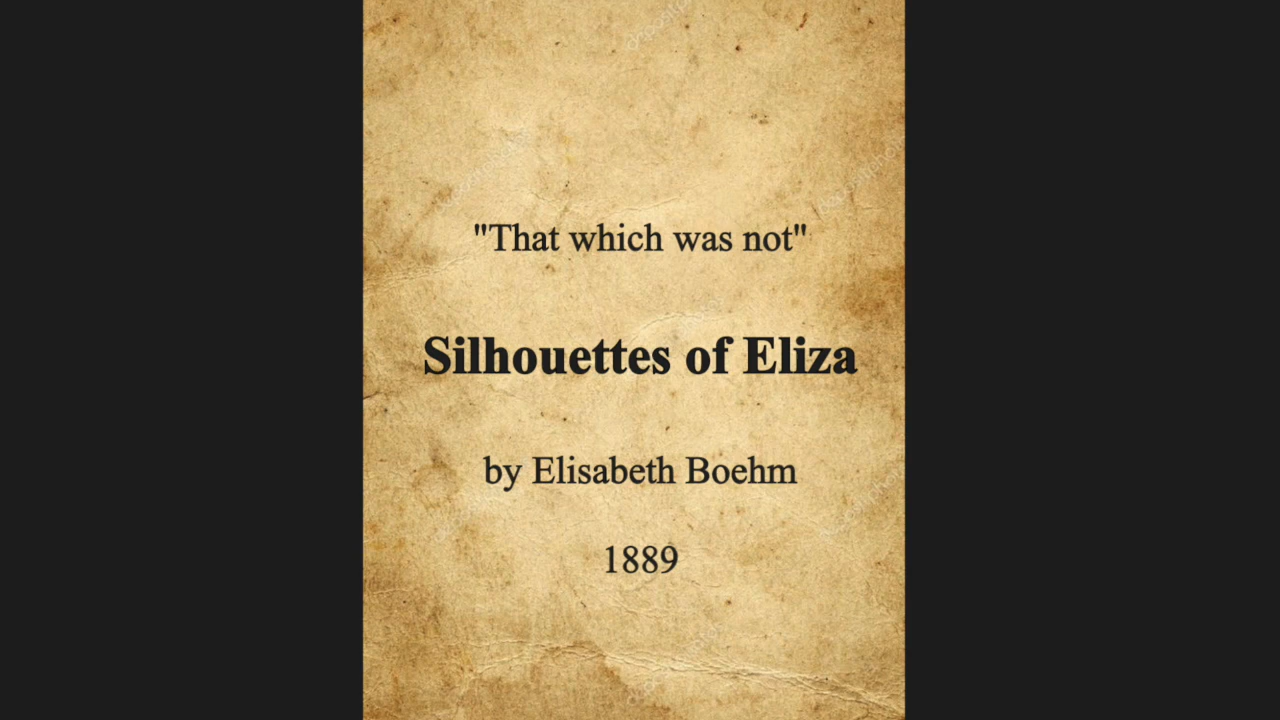 "That which was not"
Silhouettes of Eliza
by Elisabeth Boehm
1889